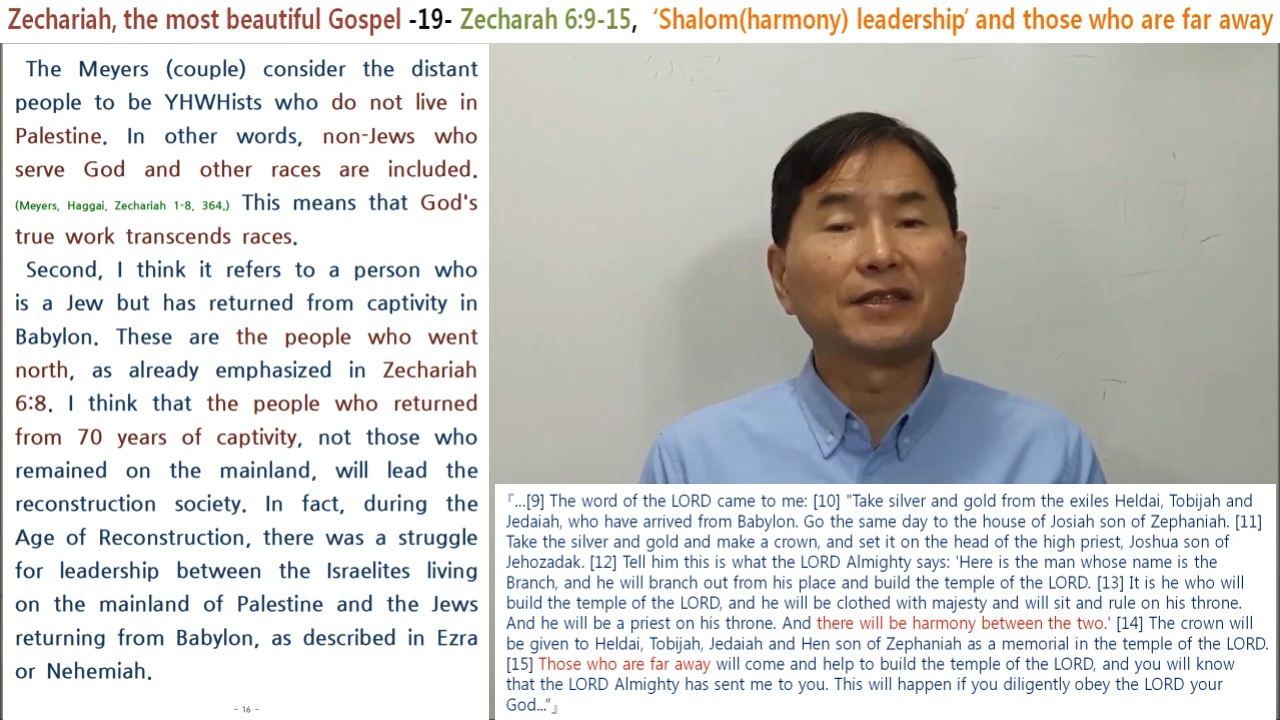 Zechariah, the most beautiful Gospel -19- Zecharah 6:9-15, ‘Shalom(harmony) leadership’ and those who are far away
The Meyers (couple) consider the distant
people to be YHWHists who do not live in
Palestine. In other words, non-Jews who
serve God and other races are included.
(Meyers, Haggai, Zechariah 1-8, 364.) This means that God's
true work transcends races.
Second, I think it refers to a person who
is a Jew but has returned from captivity in
Babylon. These are the people who went
north, as already emphasized in Zechariah
6:8. I think that the people who returned
from 70 years of captivity, not those who
remained on the mainland, will lead the
reconstruction society. In fact, during the
Age of Reconstruction, there was a struggle
for leadership between the Israelites living
on the mainland of Palestine and the Jews
returning from Babylon, as described in Ezra
or Nehemiah.
- 16 -
『...[9] The word of the LORD came to me: [10] "Take silver and gold from the exiles Heldai, Tobijah and
Jedaiah, who have arrived from Babylon. Go the same day to the house of Josiah son of Zephaniah. [11]
Take the silver and gold and make a crown, and set it on the head of the high priest, Joshua son of
Jehozadak. [12] Tell him this is what the LORD Almighty says: 'Here is the man whose name is the
Branch, and he will branch out from his place and build the temple of the LORD. [13] It is he who will
build the temple of the LORD, and he will be clothed with majesty and will sit and rule on his throne.
And he will be a priest on his throne. And there will be harmony between the two.' [14] The crown will
be given to Heldai, Tobijah, Jedaiah and Hen son of Zephaniah as a memorial in the temple of the LORD.
[15] Those who are far away will come and help to build the temple of the LORD, and you will know
that the LORD Almighty has sent me to you. This will happen if you diligently obey the LORD your
God..."』